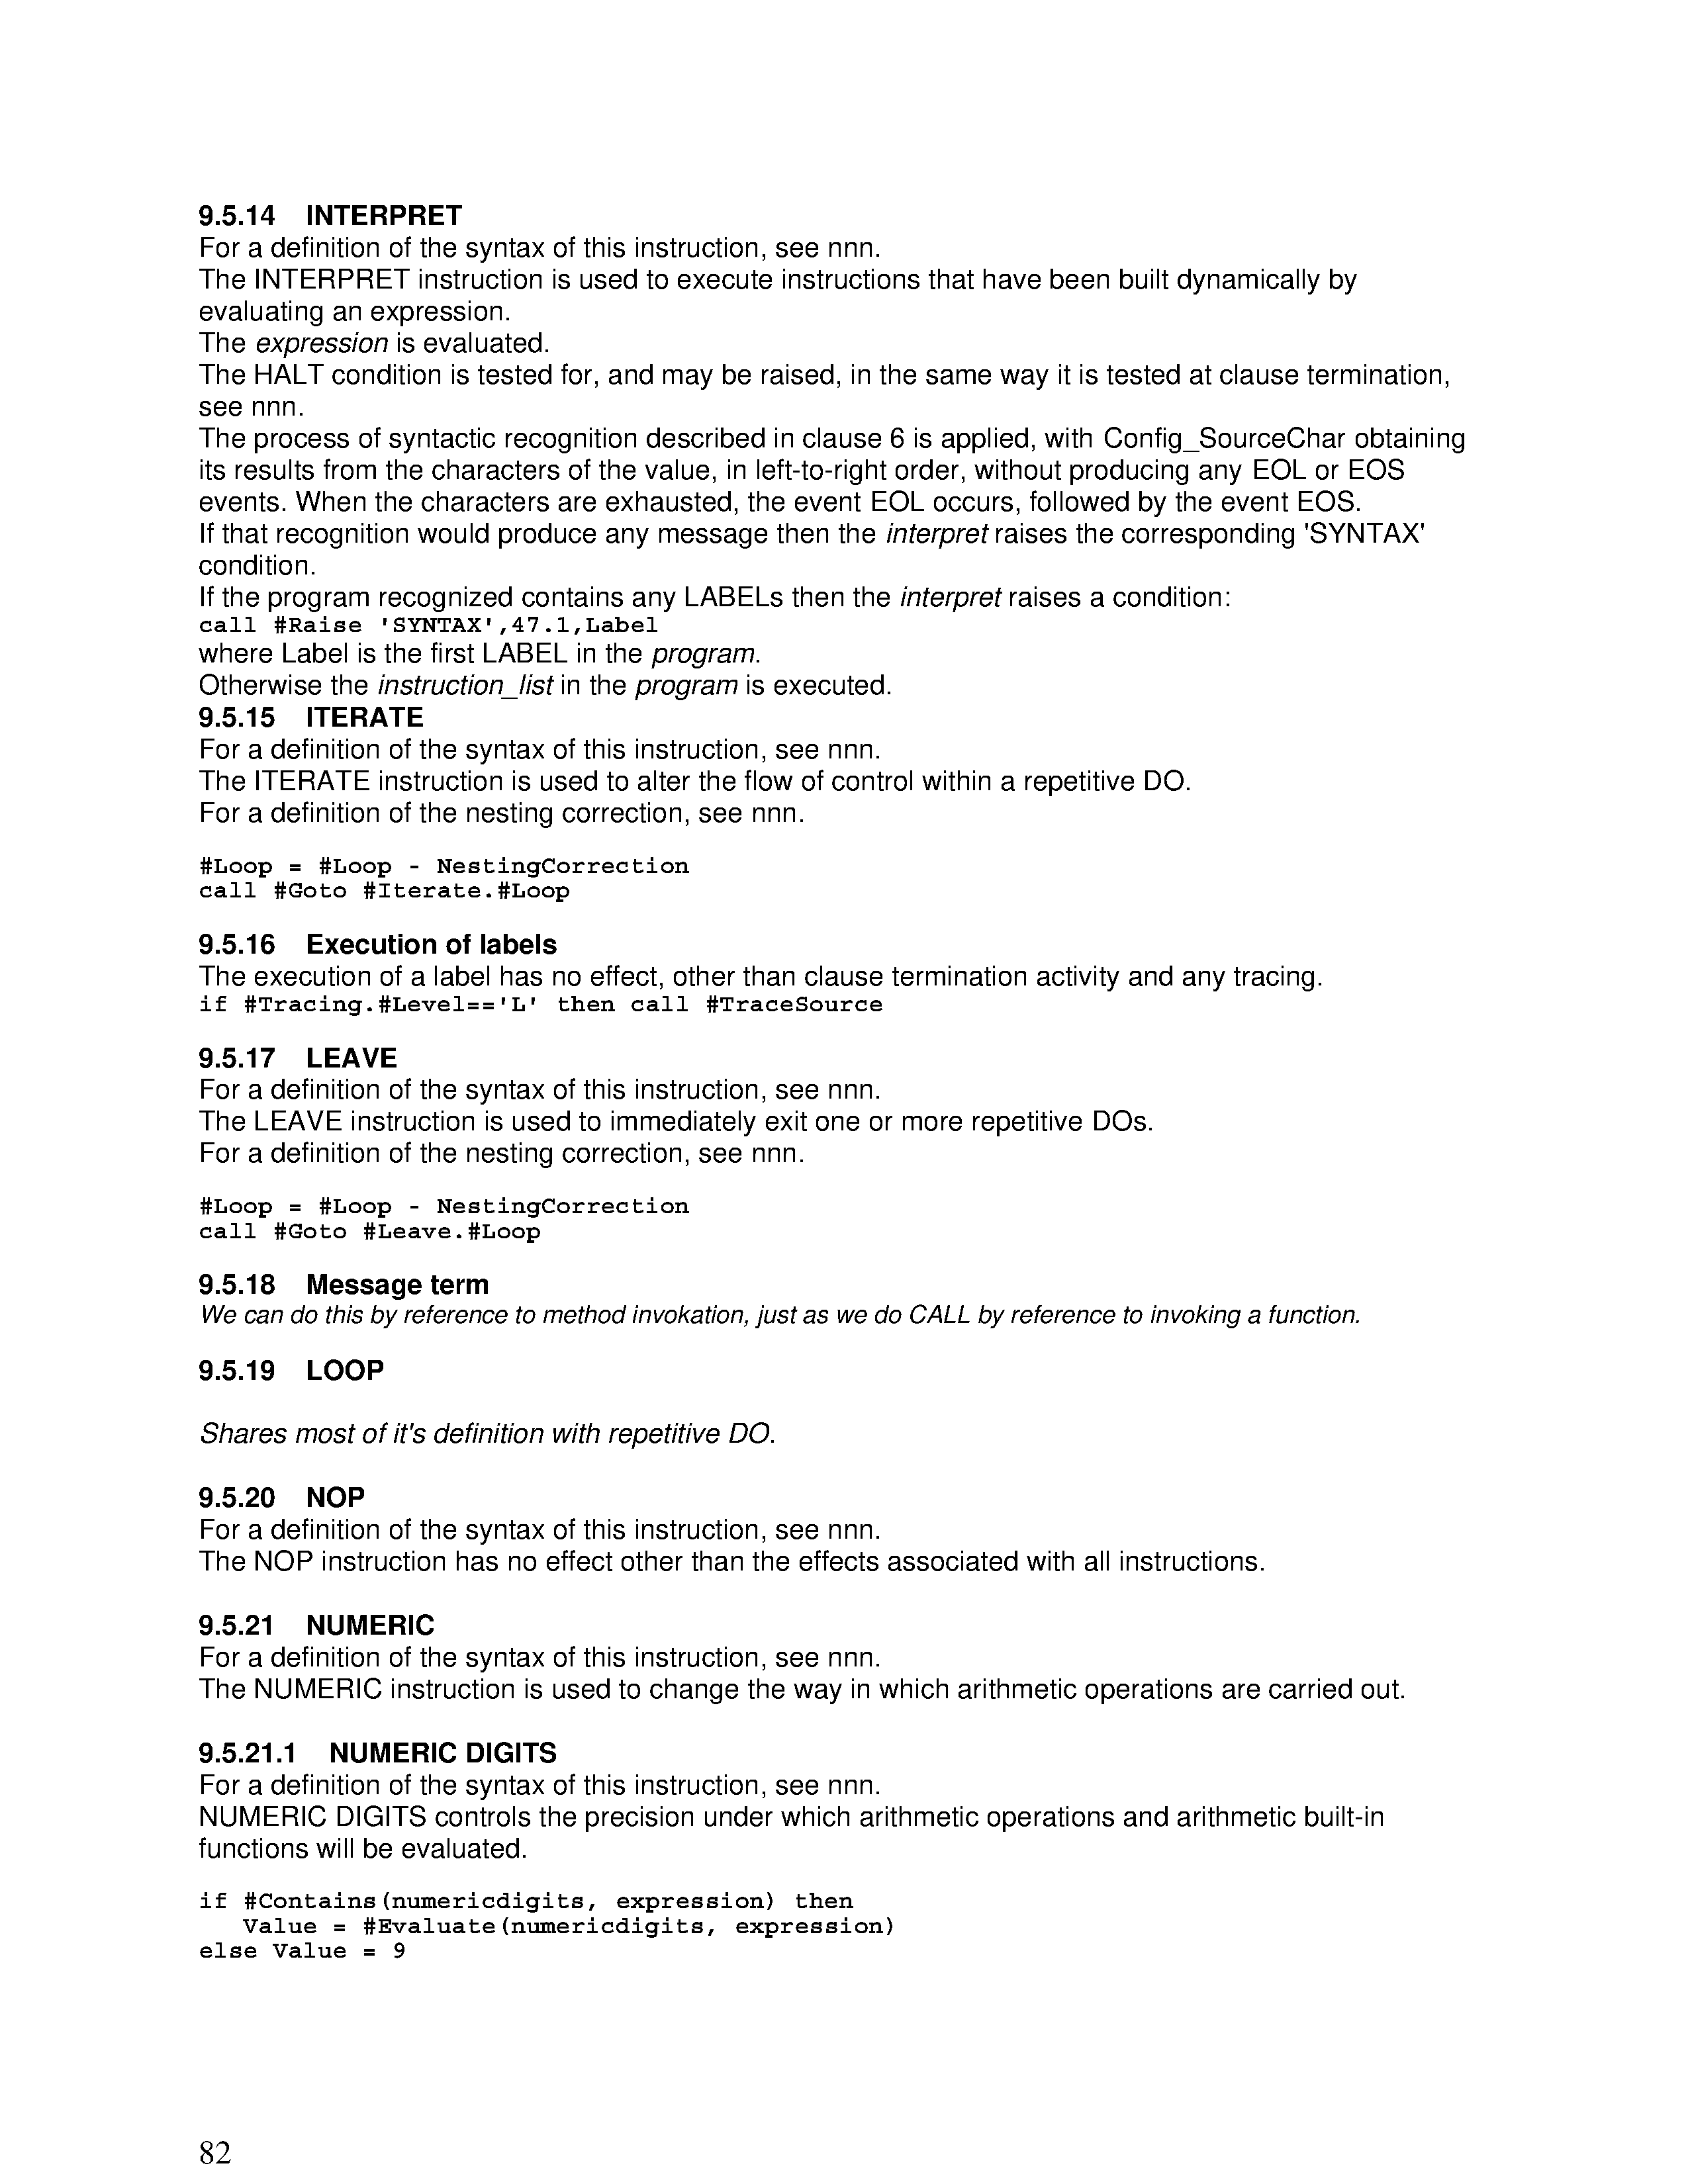 9.5.14 INTERPRET
For a definition of the syntax of this instruction, see nnn.
The INTERPRET instruction is used to execute instructions that have been built dynamically by
evaluating an expression.
The expression is evaluated.
The HALT condition is tested for, and may be raised, in the same way it is tested at clause termination,
see nnn.
The process of syntactic recognition described in clause 6 is applied, with Config_SourceChar obtaining
its results from the characters of the value, in left-to-right order, without producing any EOL or EOS
events. When the characters are exhausted, the event EOL occurs, followed by the event EOS.
If that recognition would produce any message then the interpret raises the corresponding 'SYNTAX'
condition.
If the program recognized contains any LABELs then the interpret raises a condition:
call #Raise 'SYNTAX',47.1,Label
where Label is the first LABEL in the program.
Otherwise the instruction_list in the program is executed.
9.5.15 ITERATE
For a definition of the syntax of this instruction, see nnn.
The ITERATE instruction is used to alter the flow of control within a repetitive DO.
For a definition of the nesting correction, see nnn.
#Loop = #Loop - NestingCorrection
call #Goto #Iterate.#Loop
9.5.16 Execution of labels
The execution of a label has no effect, other than clause termination activity and any tracing.
if #Tracing.#Level=='L' then call #TraceSource
9.5.17 LEAVE
For a definition of the syntax of this instruction, see nnn.
The LEAVE instruction is used to immediately exit one or more repetitive DOs.
For a definition of the nesting correction, see nnn.
#Loop = #Loop - NestingCorrection
call #Goto #Leave.#Loop
9.5.18 Message term
We can do this by reference to method invokation, just as we do CALL by reference to invoking a function.
9.5.19 LOOP
Shares most of it's definition with repetitive DO.
9.5.20 NOP
For a definition of the syntax of this instruction, see nnn.
The NOP instruction has no effect other than the effects associated with all instructions.
9.5.21 NUMERIC
For a definition of the syntax of this instruction, see nnn.
The NUMERIC instruction is used to change the way in which arithmetic operations are carried out.
9.5.21.1 NUMERIC DIGITS
For a definition of the syntax of this instruction, see nnn.
NUMERIC DIGITS controls the precision under which arithmetic operations and arithmetic built-in
functions will be evaluated.
if #Contains(numericdigits, expression) then
   Value = #Evaluate(numericdigits, expression)
else Value = 9
82